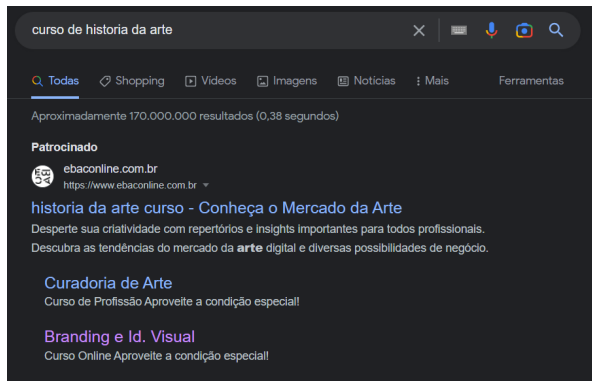 curso de historia da arte
Todas Shopping Vídeos Imagens Notícias Mais Ferramentas
Aproximadamente 170.000.000 resultados (0,38 segundos)
Patrocinado
ebaconline.com.br
https://www.ebaconline.com.br
historia da arte curso - Conheça o Mercado da Arte
Desperte sua criatividade com repertórios e insights importantes para todos profissionais.
Descubra as tendências do mercado da arte digital e diversas possibilidades de negócio.
Curadoria de Arte
Curso de Profissão Aproveite a condição especial!
Branding e Id. Visual
Curso Online Aproveite a condição especial!